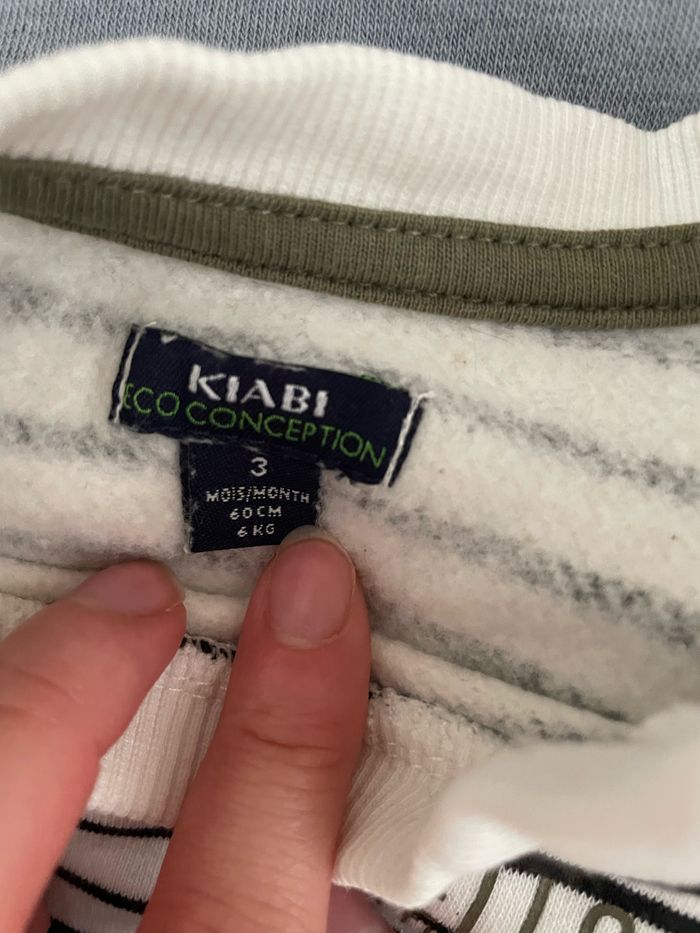 KIABI
ECO CONCEPTION
3
MOIS/MONTH
60 CM
6 KG